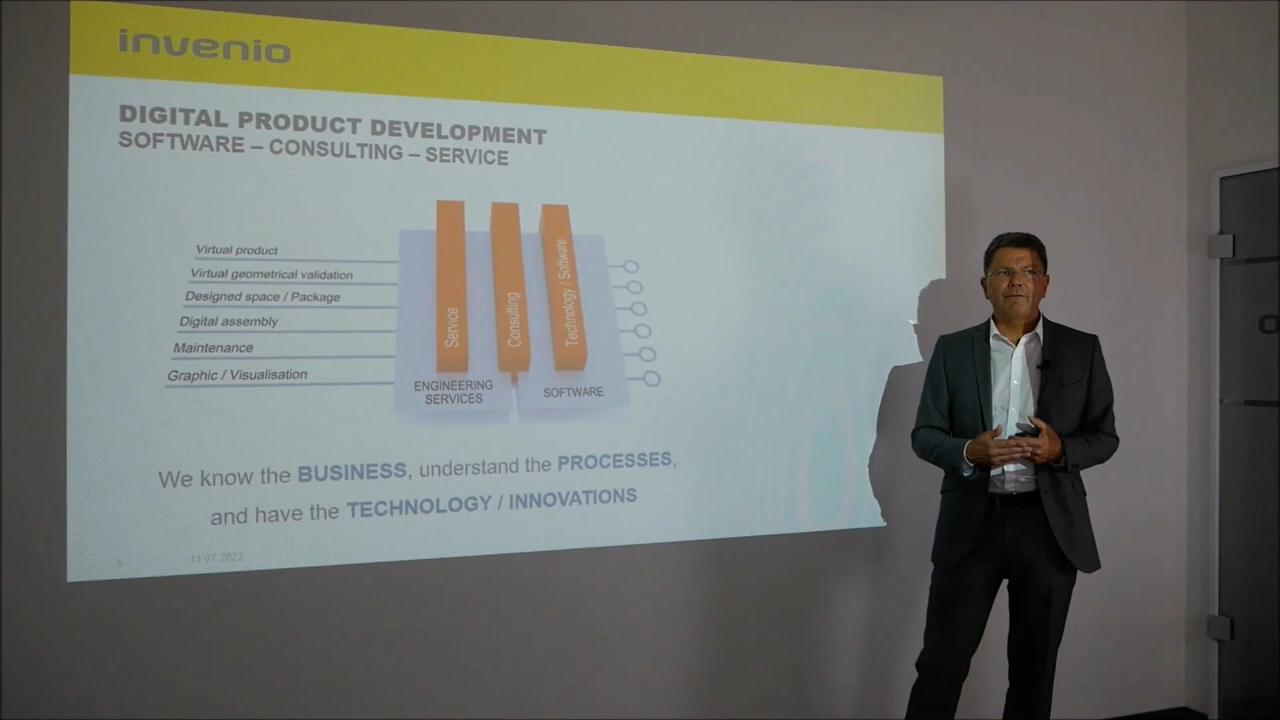 invenio
DIGITAL PRODUCT DEVELOPMENT
SOFTWARE – CONSULTING – SERVICE
Virtual product
Virtual geometrical validation
Designed space / Package
Digital assembly
Maintenance
Graphic / Visualisation
Service
Consulting
Technology / Software
ENGINEERING
SERVICES
SOFTWARE
We know the BUSINESS, understand the PROCESSES,
and have the TECHNOLOGY / INNOVATIONS
5
11.07.2022